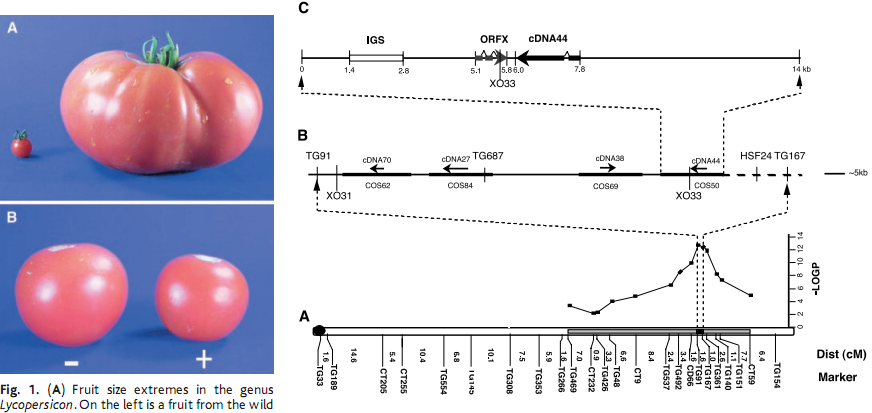 A
B
–
+
Fig. 1. (A) Fruit size extremes in the genus
Lycopersicon. On the left is a fruit from the wild
C
IGS
ORFX
cDNA44
0
1.4
2.8
5.1
5.8
6.0
7.8
14 kb
XO33
B
TG91
cDNA70
cDNA27
TG687
cDNA38
cDNA44
HSF24
TG167
~5kb
XO31
COS62
COS84
COS69
COS50
XO33
14
12
10
8
6
4
2
0
-LOGP
A
1.6
14.6
5.4
10.4
6.8
10.1
7.5
5.9
1.6
7.0
0.9
3.3
6.6
8.4
2.4
3.4
1.6
1.6
1.0
2.6
1.1
7.7
6.4
Dist (cM)
TG33
TG189
CT205
CT255
TG554
TG145
TG308
TG353
TG266
TG469
CT232
TG426
TG48
CT9
TG537
TG492
CD66
TG91
TG167
TG361
TG140
TG151
CT59
TG154
Marker